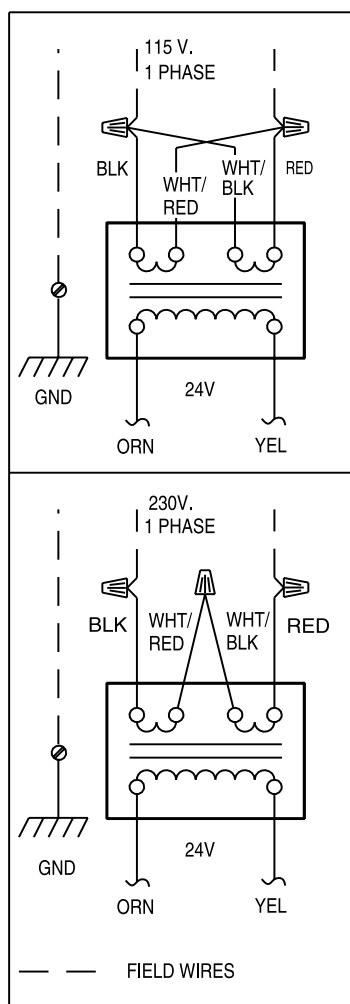 115 V.
1 PHASE
BLK
WHT/
RED
WHT/
BLK
RED
GND
24V
ORN
YEL
230V.
1 PHASE
BLK
WHT/
RED
WHT/
BLK
RED
GND
24V
ORN
YEL
FIELD WIRES